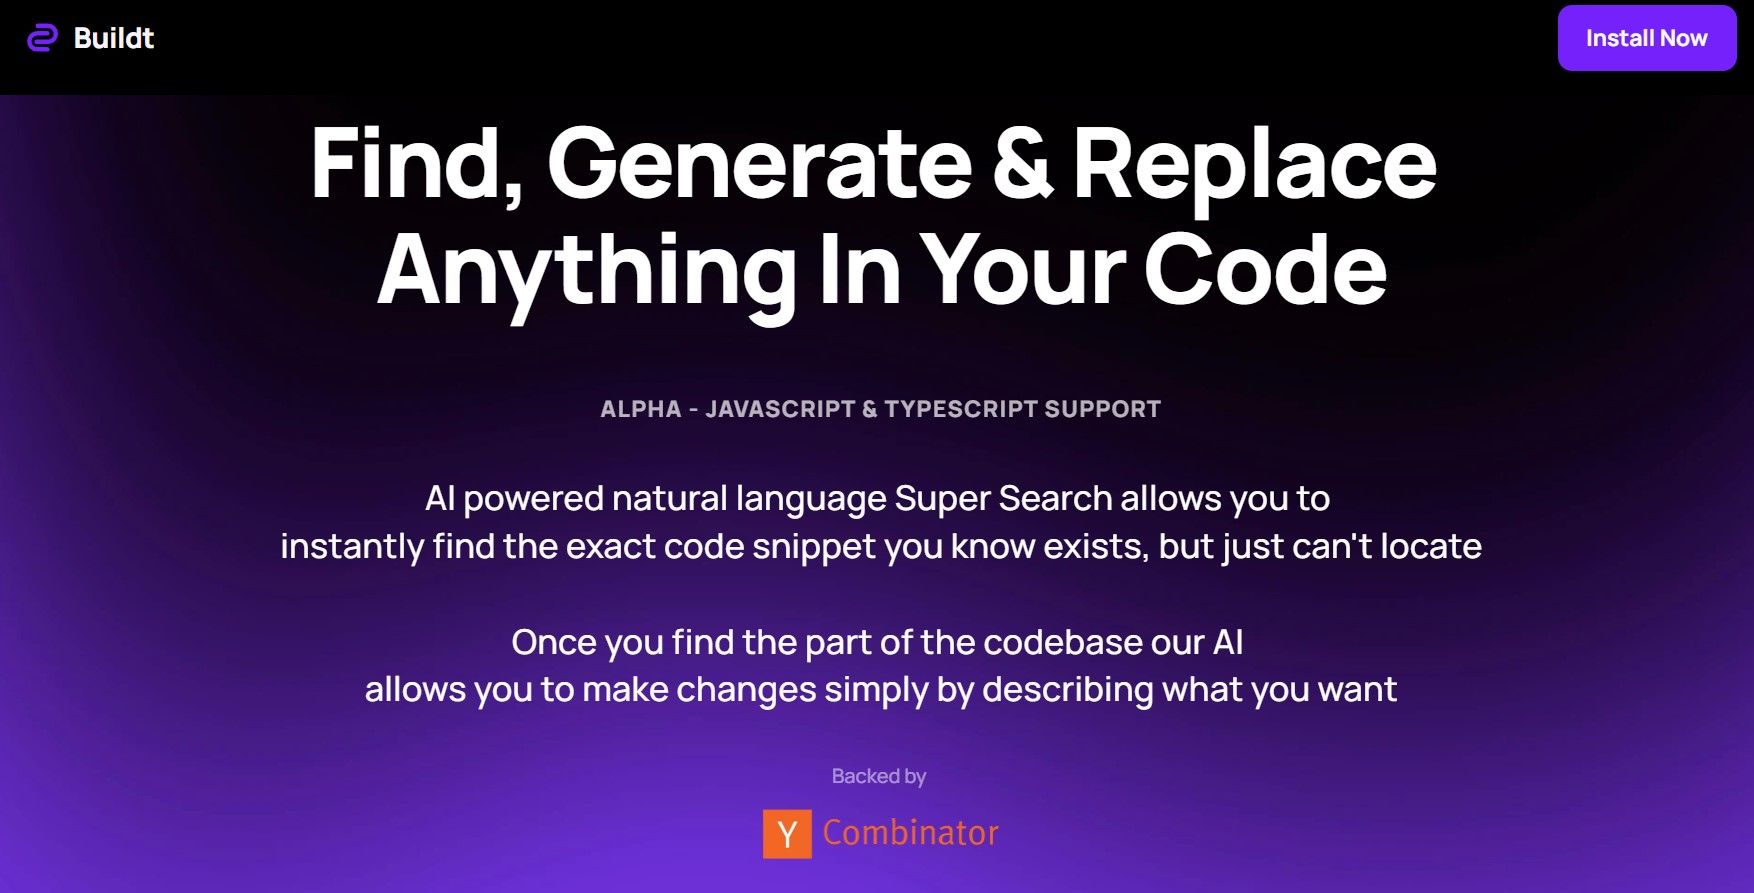 Buildt
Install Now
Find, Generate & Replace
Anything In Your Code
ALPHA - JAVASCRIPT & TYPESCRIPT SUPPORT
AI powered natural language Super Search allows you to
instantly find the exact code snippet you know exists, but just can't locate
Once you find the part of the codebase our AI
allows you to make changes simply by describing what you want
Backed by
Y Combinator